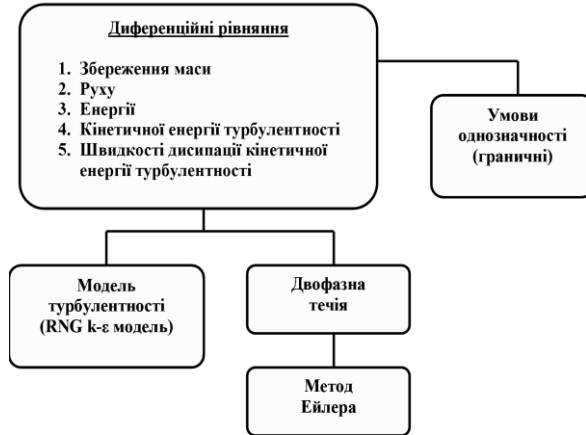 Диференційні рівняння
1. Збереження маси
2. Руху
3. Енергії
4. Кінетичної енергії турбулентності
5. Швидкості дисипації кінетичної
енергії турбулентності
Умови
однозначності
(граничні)
Модель
турбулентності
(RNG k-ε модель)
Двофазна
течія
Метод
Ейлера